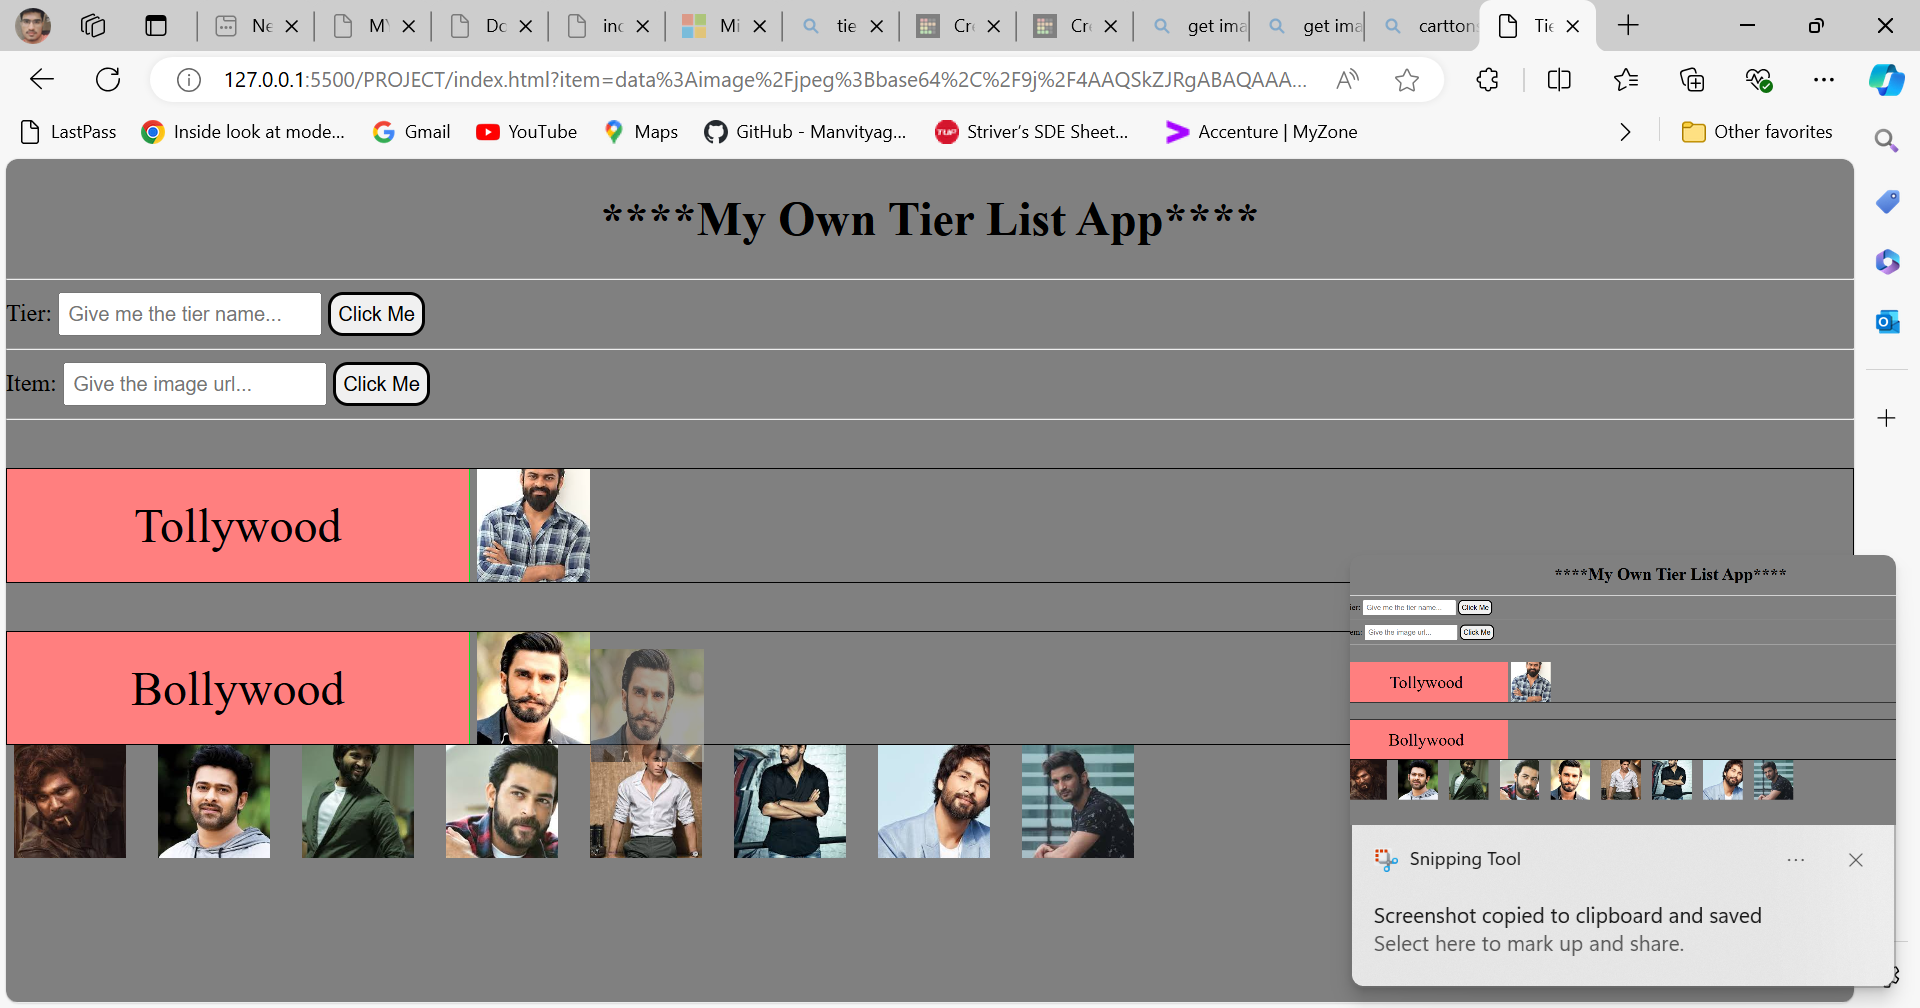 Ne
MY
Do
inc
Mi
tie
Cr
Cr
get ima
get ima
cartton
Tie
127.0.0.1:5500/PROJECT/index.html?item=data%3Aimage%2Fjpeg%3Bbase64%2C%2F9j%2F4AAQSkZJRgABAQAAA...
LastPass
Inside look at mode...
Gmail
YouTube
Maps
GitHub - Manvityag...
TUF
Striver's SDE Sheet...
Accenture | MyZone
Other favorites
****My Own Tier List App****
Tier: Give me the tier name... Click Me
Item: Give the image url... Click Me
Tollywood
Bollywood
****My Own Tier List App****
ier: Give me the tier name... Click Me
em: Give the image url... Click Me
Tollywood
Bollywood
Snipping Tool
Screenshot copied to clipboard and saved
Select here to mark up and share.